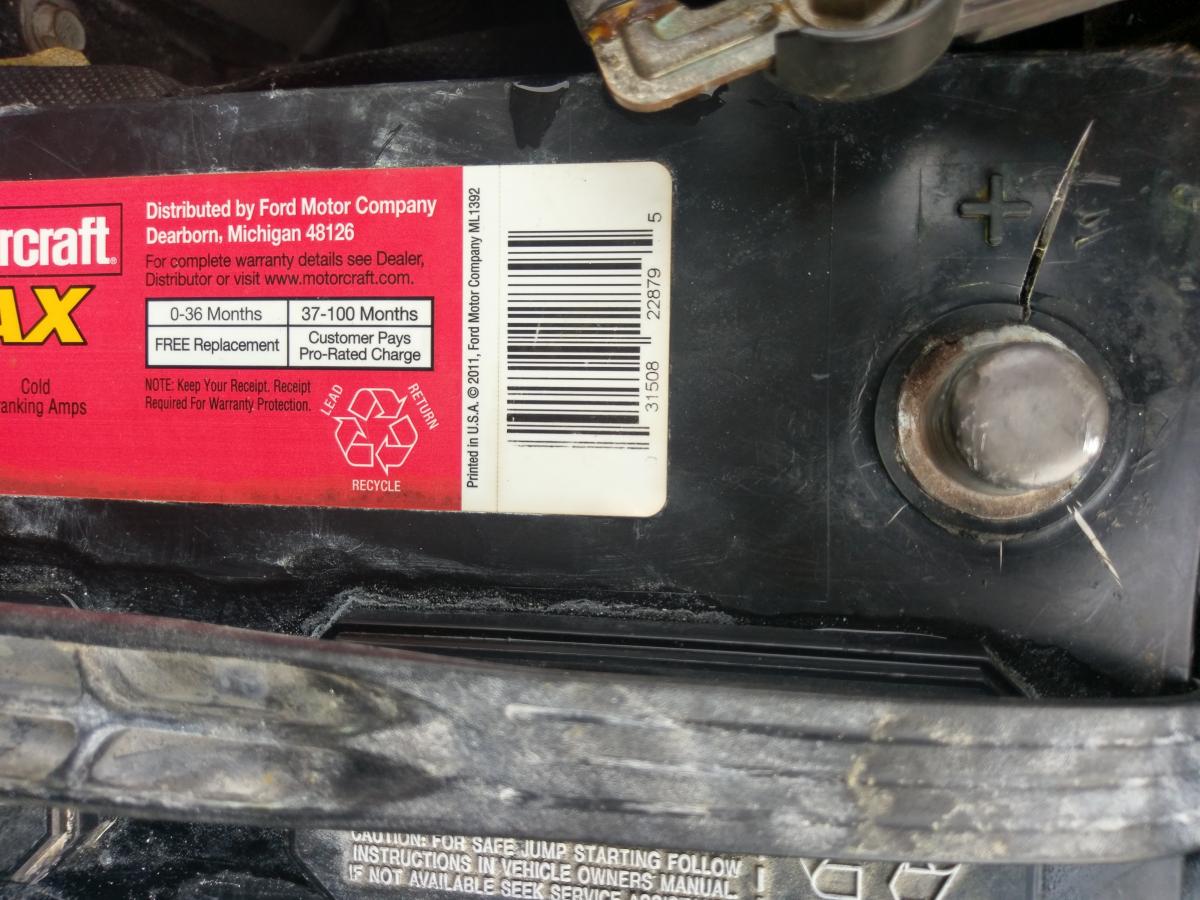 rcraft®
AX
Cold
anking Amps
Distributed by Ford Motor Company
Dearborn, Michigan 48126
For complete warranty details see Dealer,
Distributor or visit www.motorcraft.com.
0-36 Months
37-100 Months
FREE Replacement
Customer Pays
Pro-Rated Charge
NOTE: Keep Your Receipt. Receipt
Required For Warranty Protection.
LEAD
RETURN
RECYCLE
Printed in U.S.A. © 2011, Ford Motor Company ML1392
31508 22879 5
+
CAUTION: FOR SAFE JUMP STARTING FOLLOW
INSTRUCTIONS IN VEHICLE OWNERS MANUAL.
IF NOT AVAILABLE SEEK SERVICE